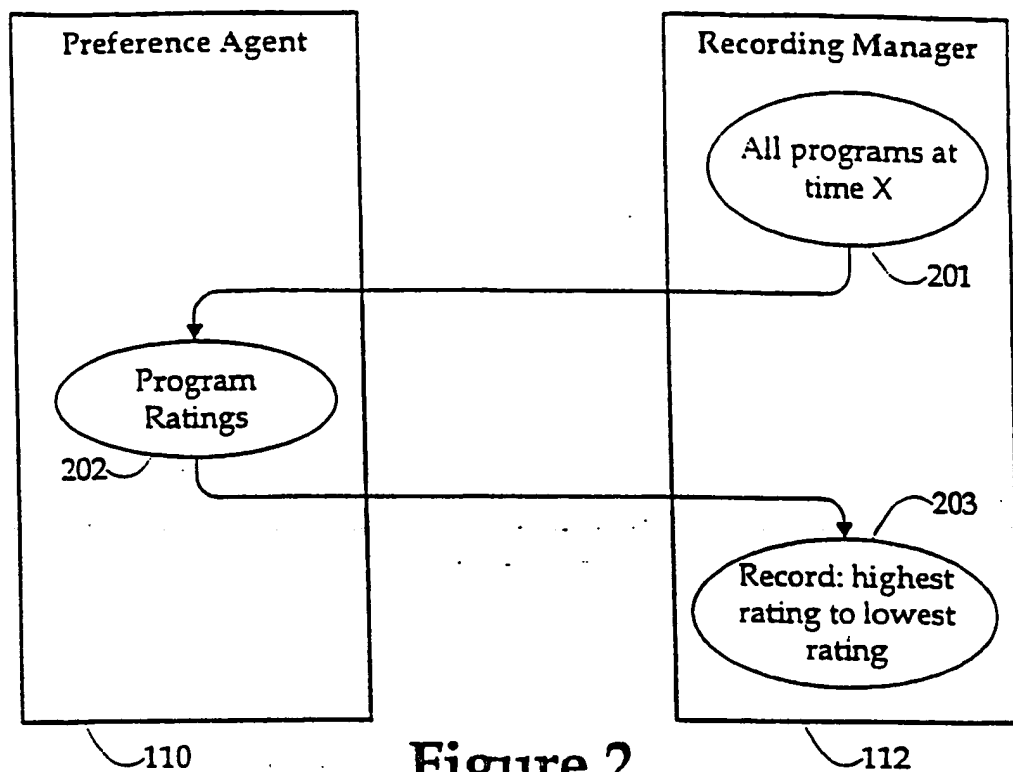 Preference Agent
Recording Manager
All programs at
time X
201
Program
Ratings
202
203
Record: highest
rating to lowest
rating
110
112
Figure 2